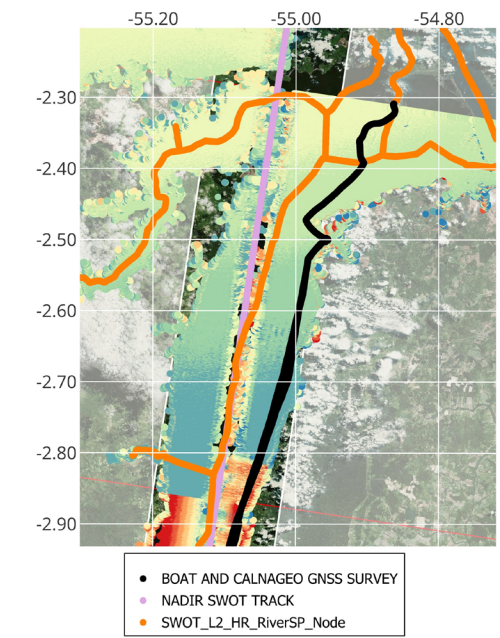 -55.20 -55.00 -54.80
-2.30
-2.40
-2.50
-2.60
-2.70
-2.80
-2.90
BOAT AND CALNAGEO GNSS SURVEY
NADIR SWOT TRACK
SWOT_L2_HR_RiverSP_Node